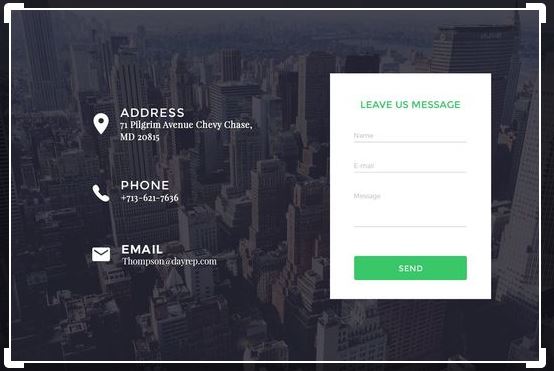 ADDRESS
71 Pilgrim Avenue Chevy Chase,
MD 20815
PHONE
+713-621-7636
EMAIL
Thompson@dayrep.com
LEAVE US MESSAGE
Name
E-mail
Message
SEND